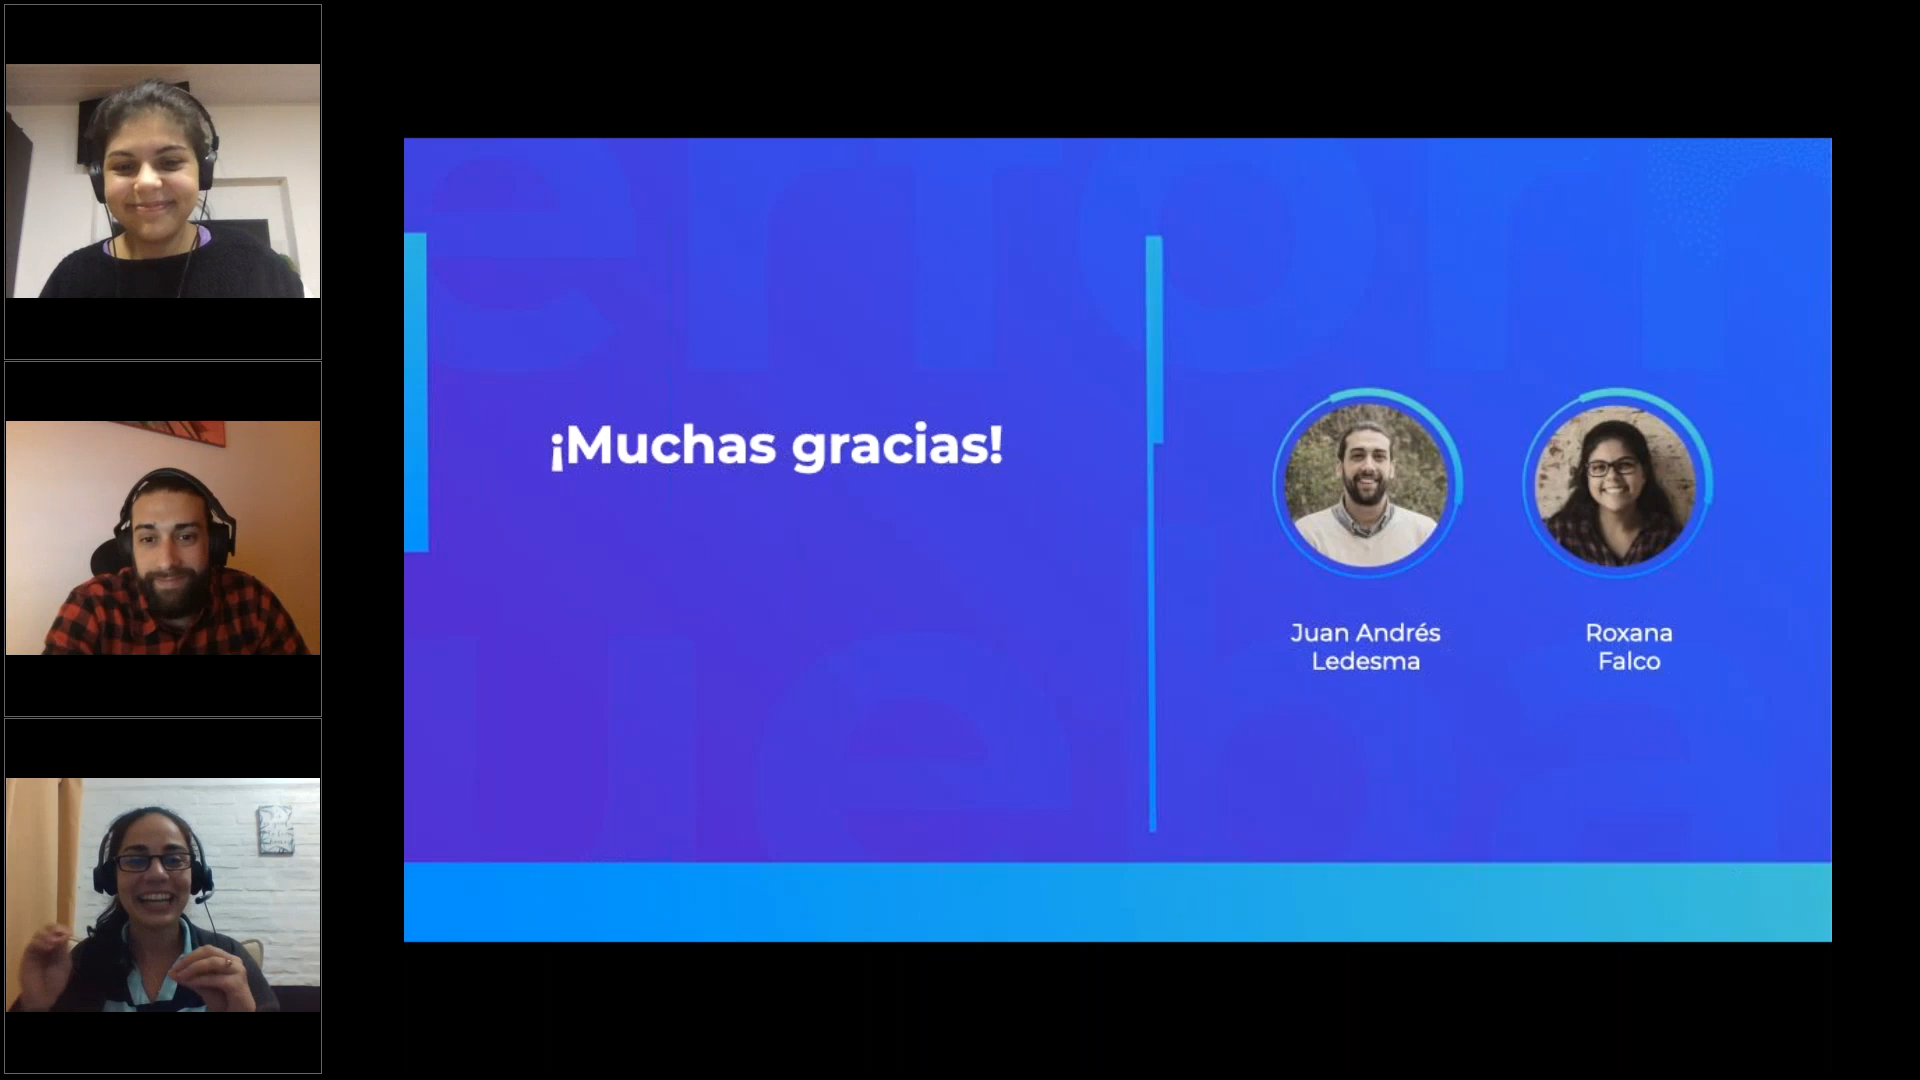 ¡Muchas gracias!
Juan Andrés
Ledesma
Roxana
Falco